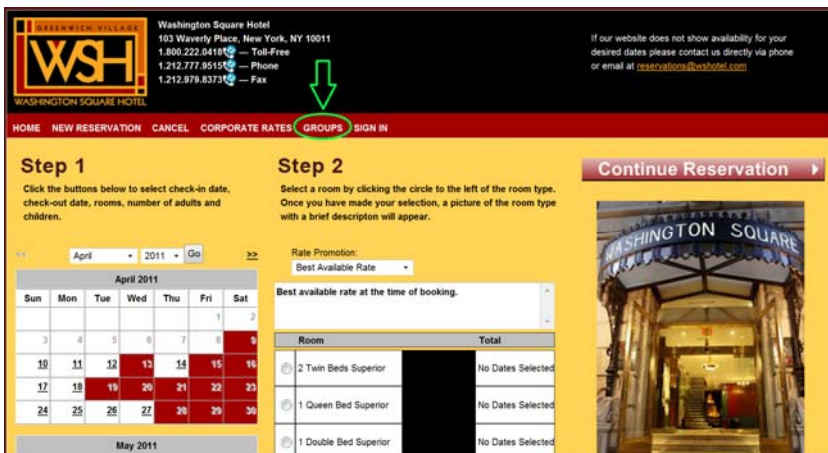 GREENWICH VILLAGE
WSH
WASHINGTON SQUARE HOTEL
Washington Square Hotel
103 Waverly Place, New York, NY 10011
1.800.222.0418 — Toll-Free
1.212.777.9515 — Phone
1.212.979.8373 — Fax
If our website does not show availability for your
desired dates please contact us directly via phone
or email at reservations@wshotel.com
HOME NEW RESERVATION CANCEL CORPORATE RATES GROUPS SIGN IN
Step 1
Click the buttons below to select check-in date,
check-out date, rooms, number of adults and
children.
<< April 2011 Go >>
April 2011
Sun Mon Tue Wed Thu Fri Sat
1 2
3 4 5 6 7 8 9
10 11 12 13 14 15 16
17 18 19 20 21 22 23
24 25 26 27 28 29 30
May 2011
Step 2
Select a room by clicking the circle to the left of the room type.
Once you have made your selection, a picture of the room type
with a brief descripton will appear.
Rate Promotion:
Best Available Rate
Best available rate at the time of booking.
Room Total
2 Twin Beds Superior No Dates Selected
1 Queen Bed Superior No Dates Selected
1 Double Bed Superior No Dates Selected
Continue Reservation
WASHINGTON SQUARE